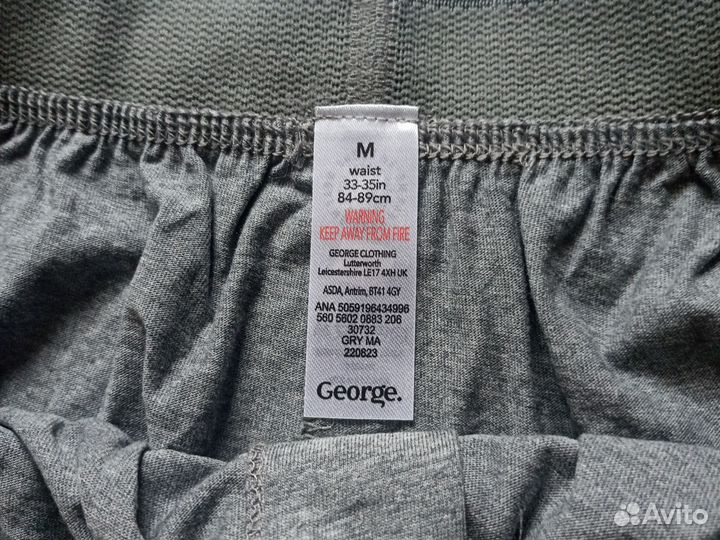 M
waist
33-35in
84-89cm
WARNING
KEEP AWAY FROM FIRE
GEORGE CLOTHING
Lutterworth
Leicestershire LE17 4XH UK
ASDA, Antrim, BT41 4GY
ANA 5059196434996
560 5602 0883 206
30732
GRY MA
220823
George.
Avito